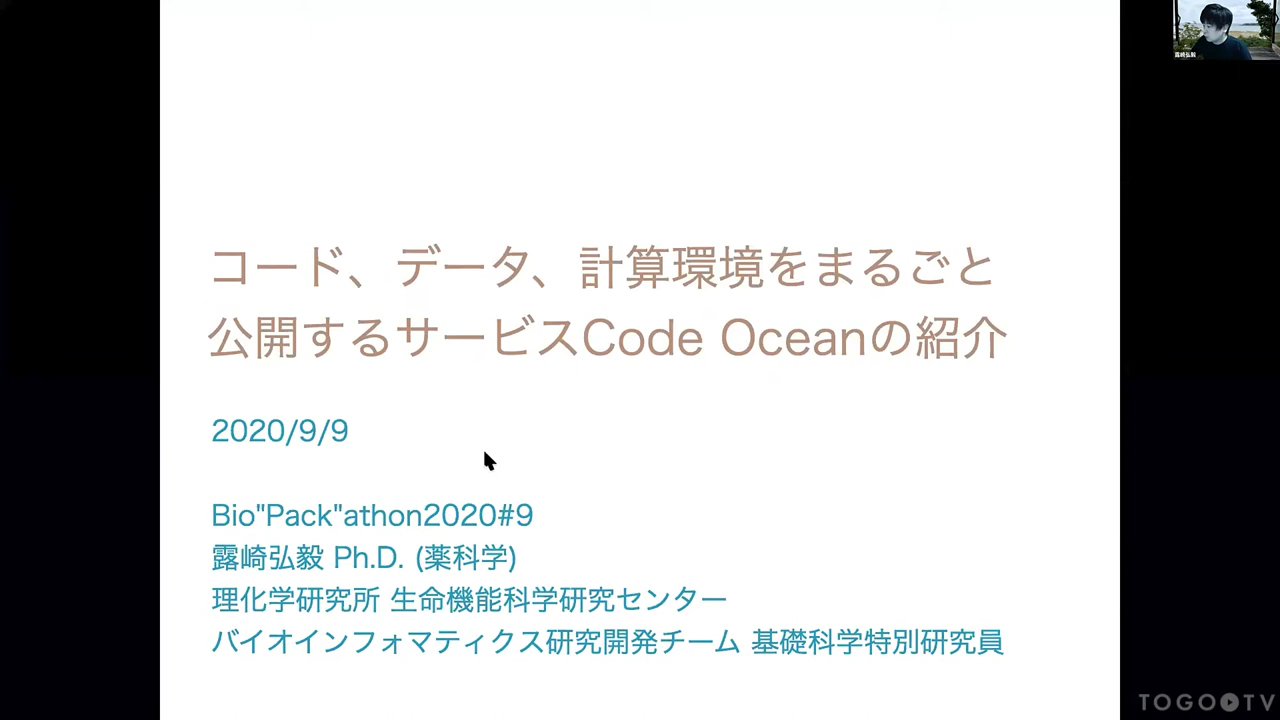 露崎弘毅
コード、データ、計算環境をまるごと
公開するサービスCode Oceanの紹介
2020/9/9
Bio"Pack"athon2020#9
露崎弘毅 Ph.D. (薬科学)
理化学研究所 生命機能科学研究センター
バイオインフォマティクス研究開発チーム 基礎科学特別研究員
TOGOTV